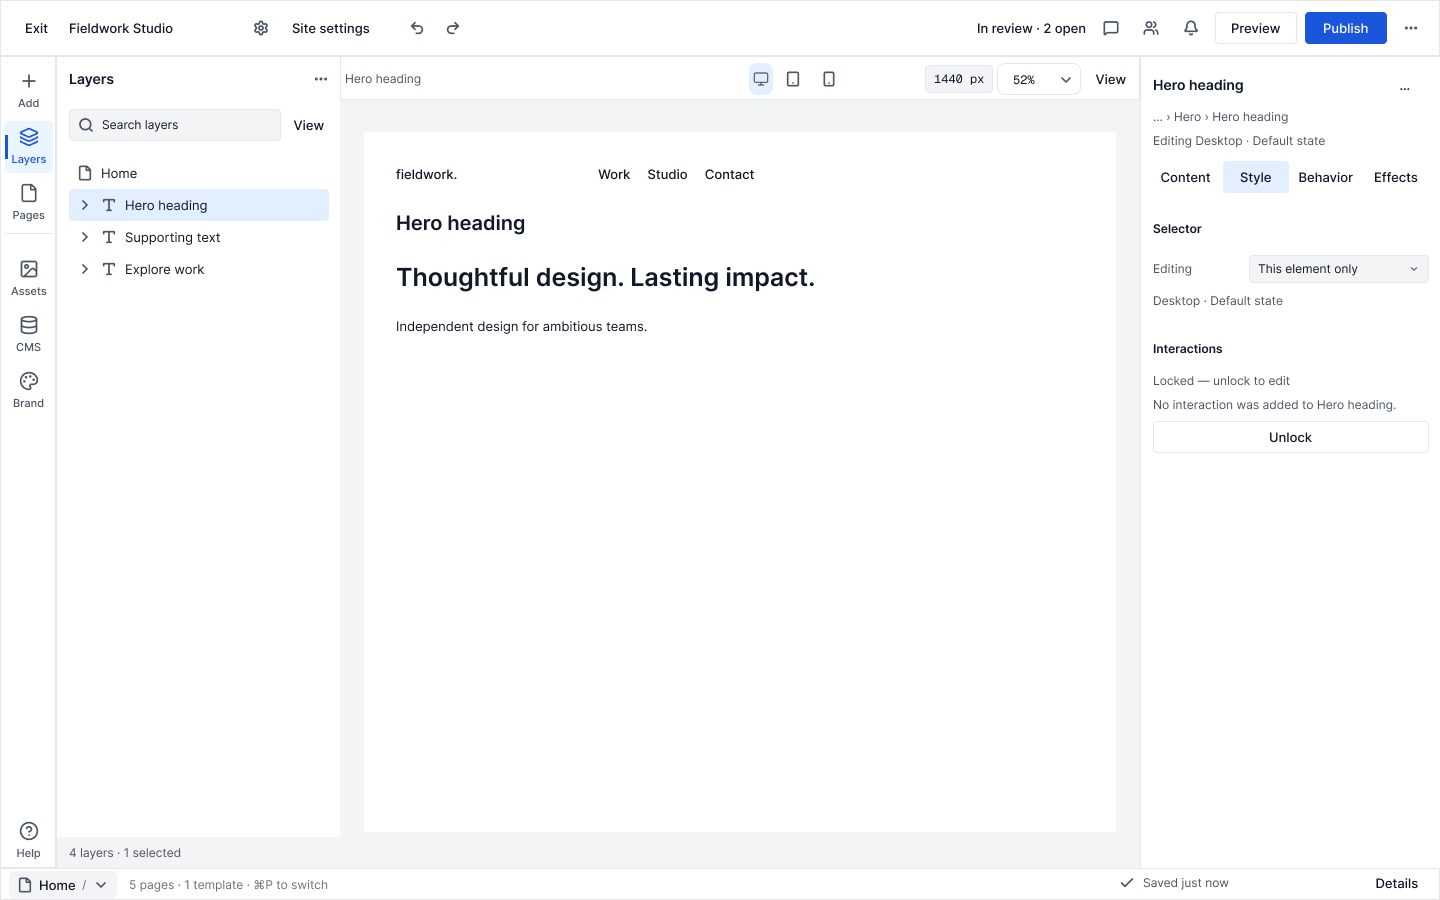 Exit Fieldwork Studio Site settings In review · 2 open Preview Publish
Add
Layers
Pages
Assets
CMS
Brand
Help
Layers
Search layers View
Home
Hero heading
Supporting text
Explore work
4 layers · 1 selected
Hero heading 1440 px 52% View
fieldwork. Work Studio Contact
Hero heading
Thoughtful design. Lasting impact.
Independent design for ambitious teams.
Hero heading ...
... › Hero › Hero heading
Editing Desktop · Default state
Content Style Behavior Effects
Selector
Editing This element only
Desktop · Default state
Interactions
Locked — unlock to edit
No interaction was added to Hero heading.
Unlock
Home / 5 pages · 1 template · ⌘P to switch Saved just now Details